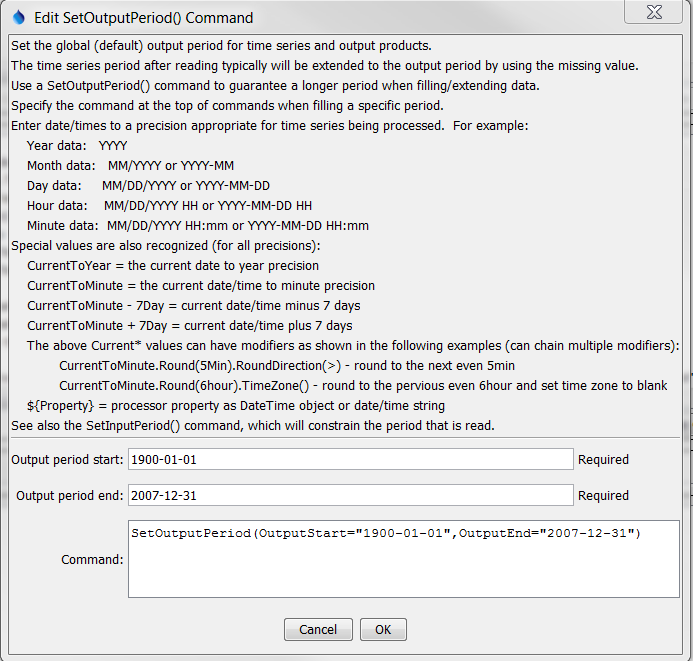 Edit SetOutputPeriod() Command
Set the global (default) output period for time series and output products.
The time series period after reading typically will be extended to the output period by using the missing value.
Use a SetOutputPeriod() command to guarantee a longer period when filling/extending data.
Specify the command at the top of commands when filling a specific period.
Enter date/times to a precision appropriate for time series being processed.  For example:
Year data:   YYYY
Month data:   MM/YYYY or YYYY-MM
Day data:     MM/DD/YYYY or YYYY-MM-DD
Hour data:    MM/DD/YYYY HH or YYYY-MM-DD HH
Minute data:  MM/DD/YYYY HH:mm or YYYY-MM-DD HH:mm
Special values are also recognized (for all precisions):
CurrentToYear = the current date to year precision
CurrentToMinute = the current date/time to minute precision
CurrentToMinute - 7Day = current date/time minus 7 days
CurrentToMinute + 7Day = current date/time plus 7 days
The above Current* values can have modifiers as shown in the following examples (can chain multiple modifiers):
CurrentToMinute.Round(5Min).RoundDirection(>) - round to the next even 5min
CurrentToMinute.Round(6hour).TimeZone() - round to the pervious even 6hour and set time zone to blank
${Property} = processor property as DateTime object or date/time string
See also the SetInputPeriod() command, which will constrain the period that is read.
Output period start: 1900-01-01 Required
Output period end: 2007-12-31 Required
Command: SetOutputPeriod(OutputStart="1900-01-01",OutputEnd="2007-12-31")
Cancel OK